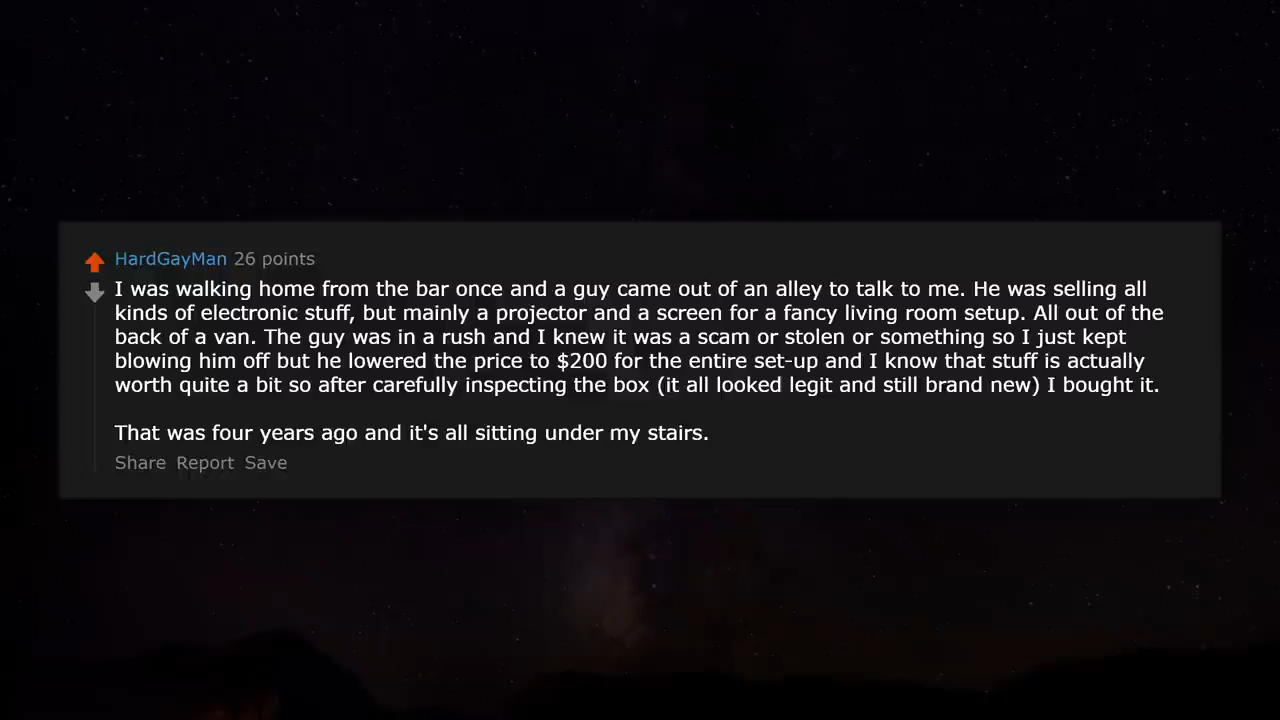 HardGayMan 26 points
I was walking home from the bar once and a guy came out of an alley to talk to me. He was selling all
kinds of electronic stuff, but mainly a projector and a screen for a fancy living room setup. All out of the
back of a van. The guy was in a rush and I knew it was a scam or stolen or something so I just kept
blowing him off but he lowered the price to $200 for the entire set-up and I know that stuff is actually
worth quite a bit so after carefully inspecting the box (it all looked legit and still brand new) I bought it.
That was four years ago and it's all sitting under my stairs.
Share Report Save